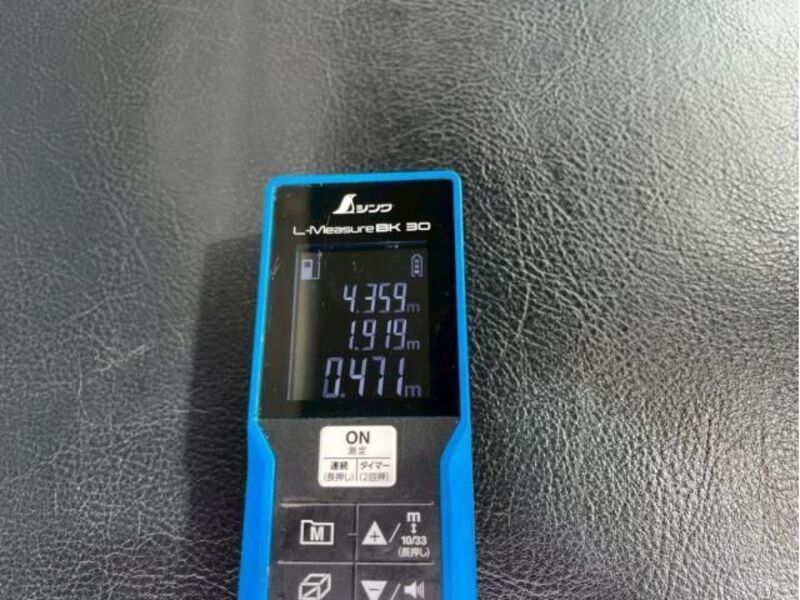 シンワ
L-Measure BK 30
4.359m
1.919m
0.471m
ON
測定
連続 タイマー
(長押し) (2回押)
M
+ / m
↕
10/33
(長押し)
− /